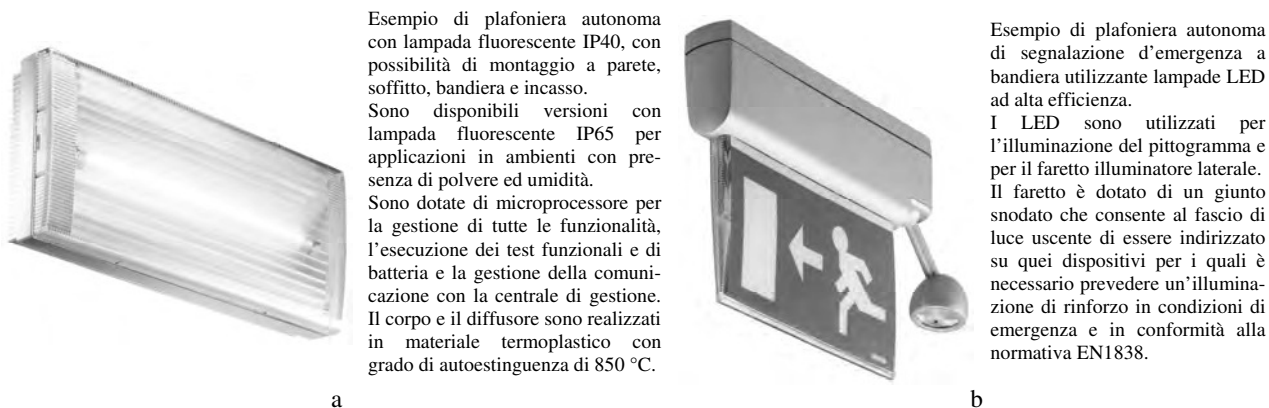 Esempio di plafoniera autonoma
con lampada fluorescente IP40, con
possibilità di montaggio a parete,
soffitto, bandiera e incasso.
Sono disponibili versioni con
lampada fluorescente IP65 per
applicazioni in ambienti con pre-
senza di polvere ed umidità.
Sono dotate di microprocessore per
la gestione di tutte le funzionalità,
l'esecuzione dei test funzionali e di
batteria e la gestione della comuni-
cazione con la centrale di gestione.
Il corpo e il diffusore sono realizzati
in materiale termoplastico con
grado di autoestinguenza di 850 °C.
a
Esempio di plafoniera autonoma
di segnalazione d'emergenza a
bandiera utilizzante lampade LED
ad alta efficienza.
I LED sono utilizzati per
l'illuminazione del pittogramma e
per il faretto illuminatore laterale.
Il faretto è dotato di un giunto
snodato che consente al fascio di
luce uscente di essere indirizzato
su quei dispositivi per i quali è
necessario prevedere un'illumina-
zione di rinforzo in condizioni di
emergenza e in conformità alla
normativa EN1838.
b